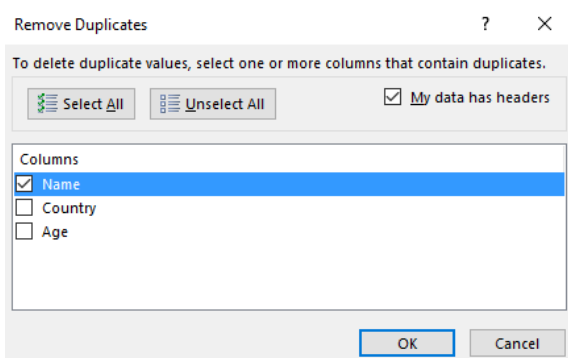 Remove Duplicates ? ×
To delete duplicate values, select one or more columns that contain duplicates.
Select All Unselect All My data has headers
Columns
Name
Country
Age
OK Cancel